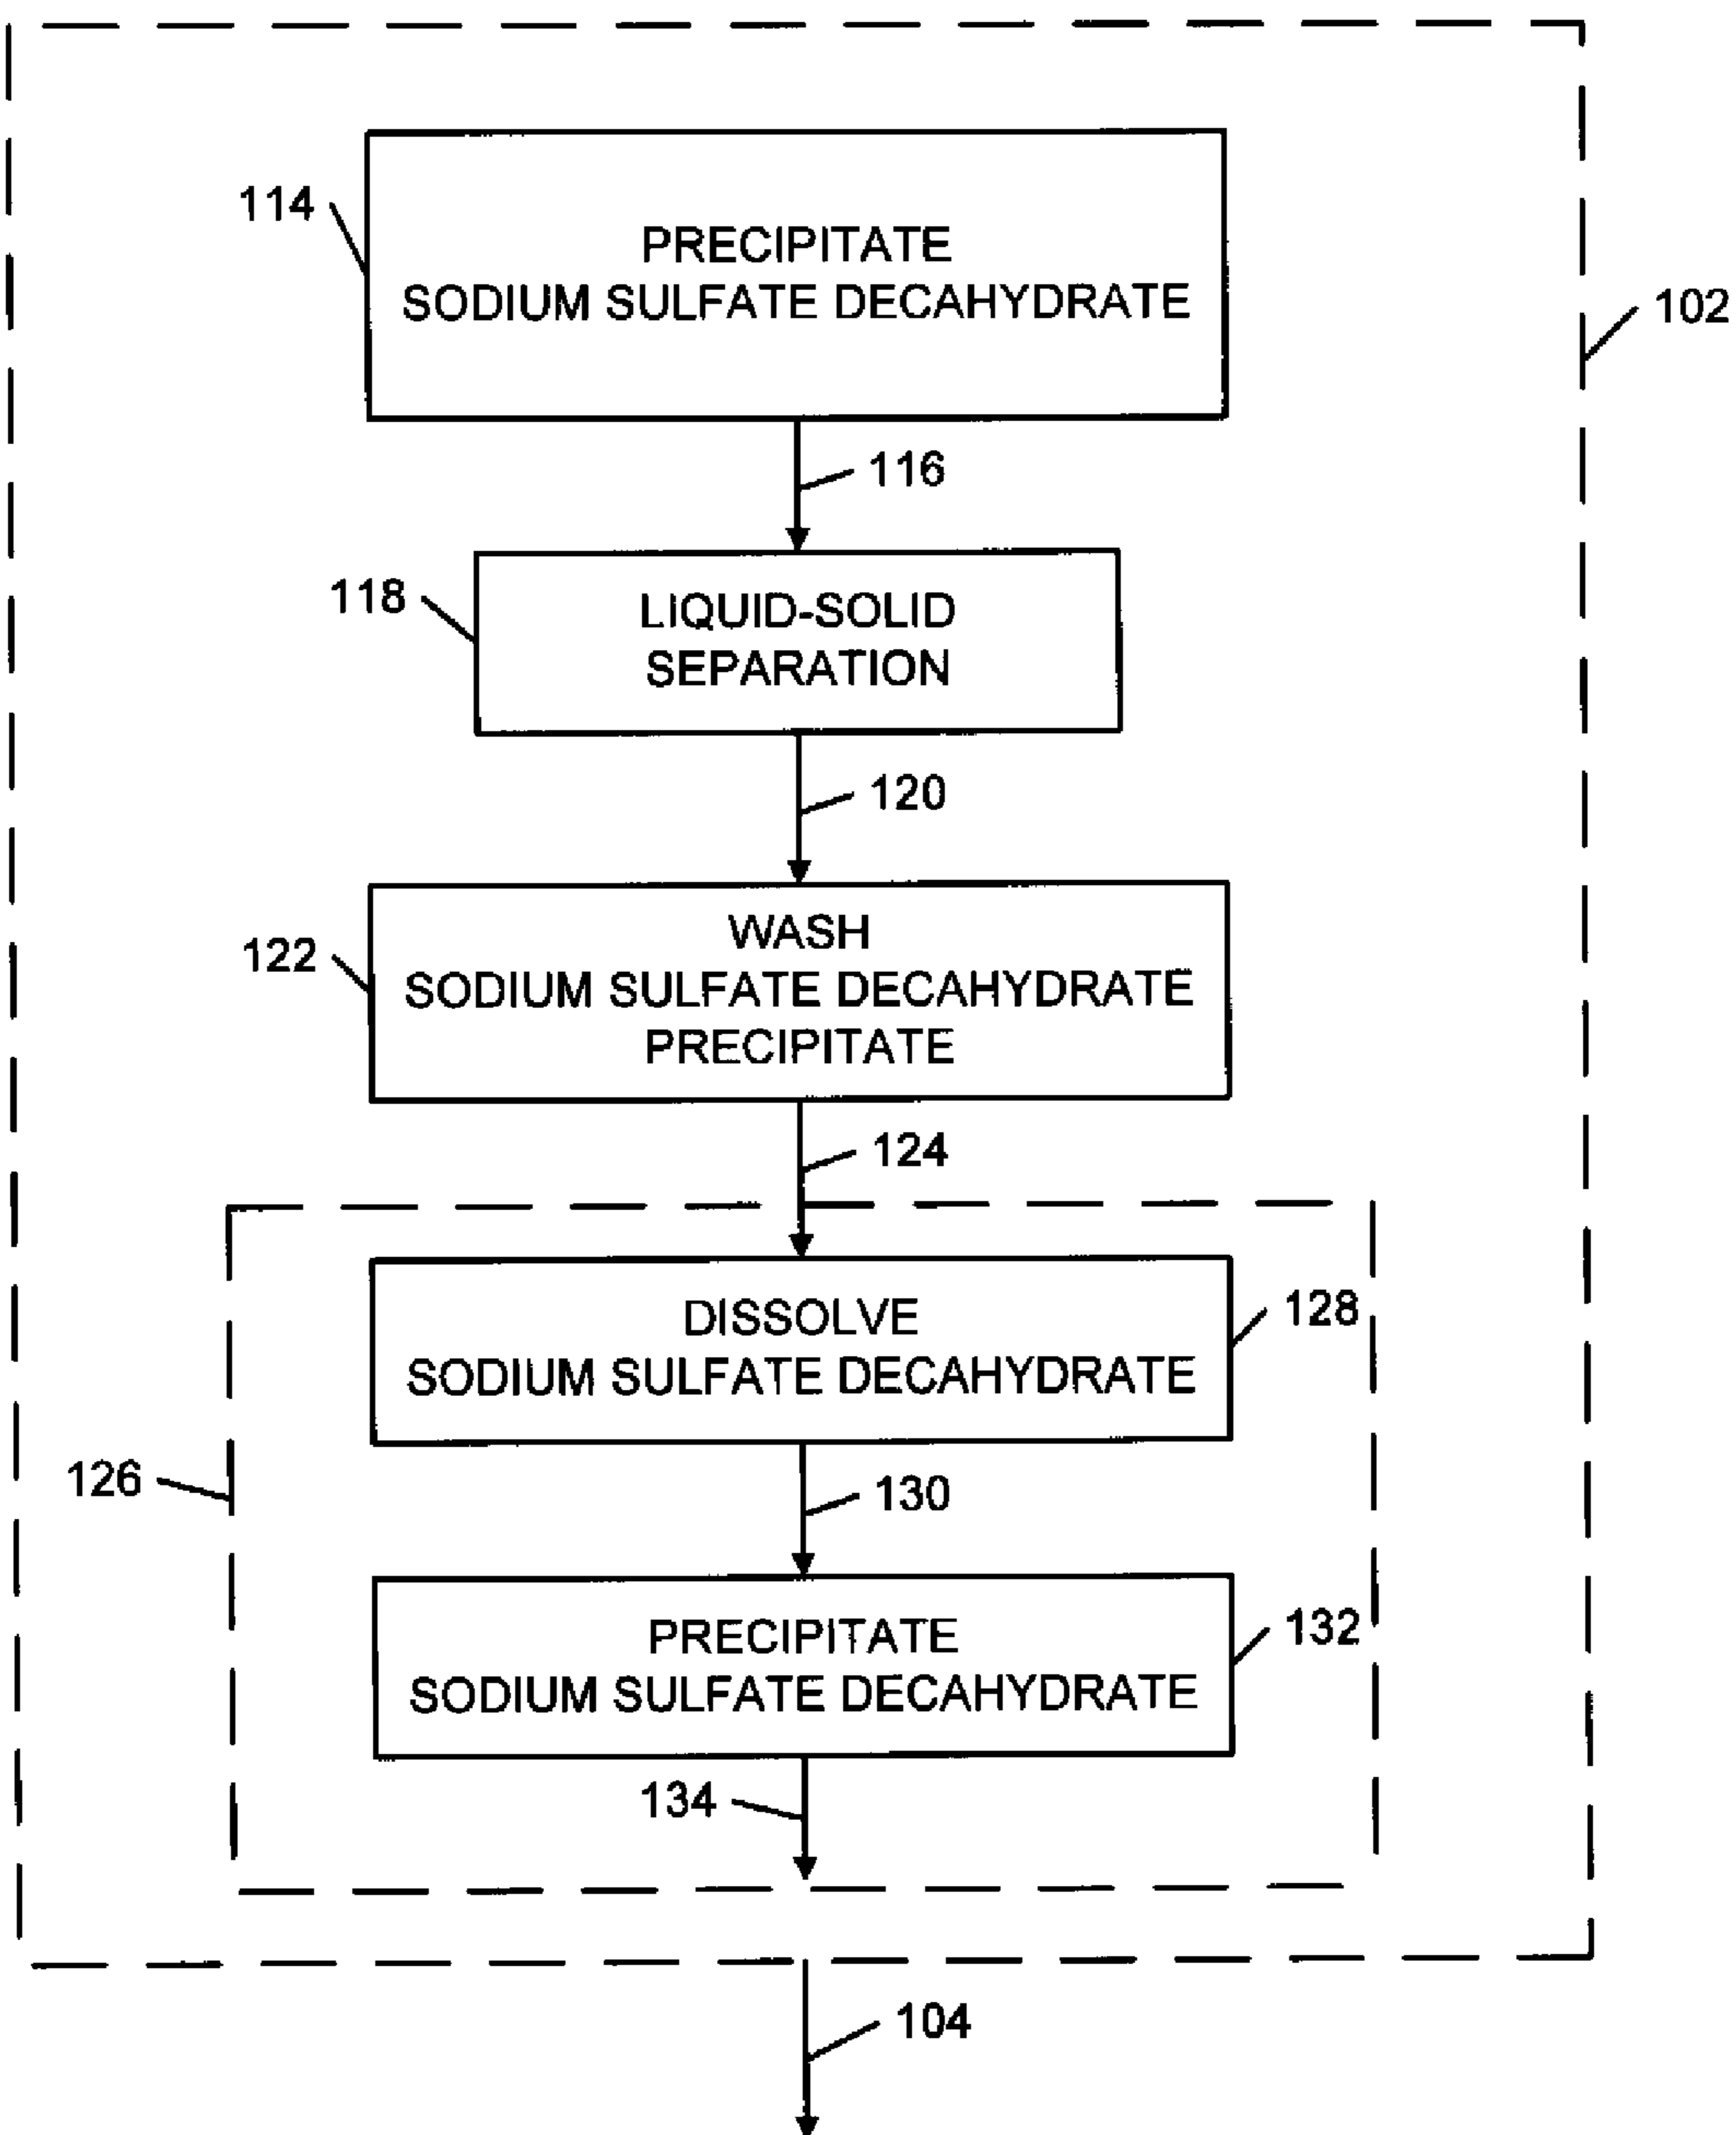 114
PRECIPITATE
SODIUM SULFATE DECAHYDRATE
102
116
118
LIQUID-SOLID
SEPARATION
120
122
WASH
SODIUM SULFATE DECAHYDRATE
PRECIPITATE
124
DISSOLVE
SODIUM SULFATE DECAHYDRATE
128
126
130
PRECIPITATE
SODIUM SULFATE DECAHYDRATE
132
134
104